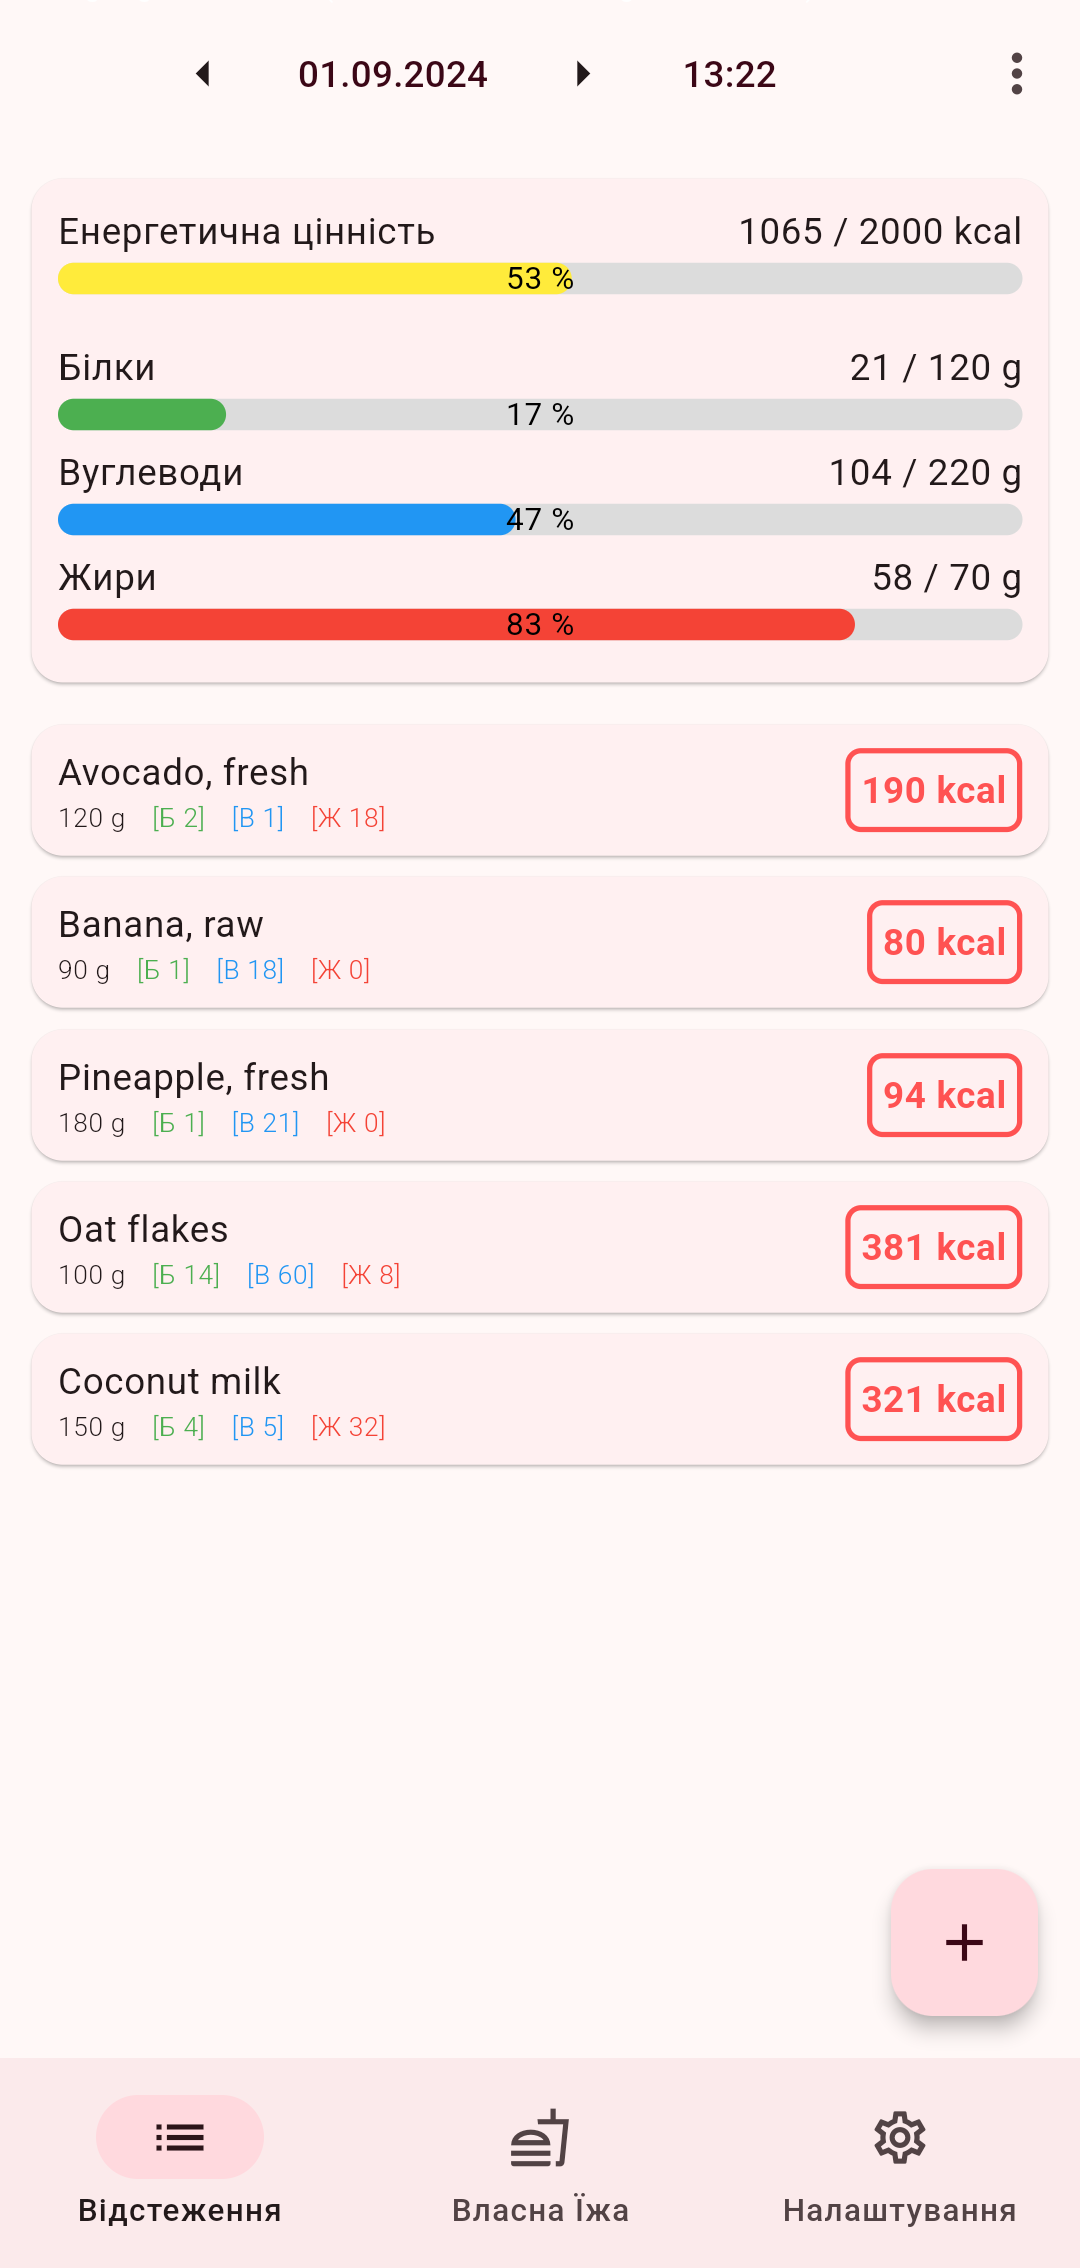 01.09.2024 13:22
Енергетична цінність 1065 / 2000 kcal
53 %
Білки 21 / 120 g
17 %
Вуглеводи 104 / 220 g
47 %
Жири 58 / 70 g
83 %
Avocado, fresh
190 kcal
120 g [Б 2] [В 1] [Ж 18]
Banana, raw
80 kcal
90 g [Б 1] [В 18] [Ж 0]
Pineapple, fresh
94 kcal
180 g [Б 1] [В 21] [Ж 0]
Oat flakes
381 kcal
100 g [Б 14] [В 60] [Ж 8]
Coconut milk
321 kcal
150 g [Б 4] [В 5] [Ж 32]
Відстеження Власна Їжа Налаштування